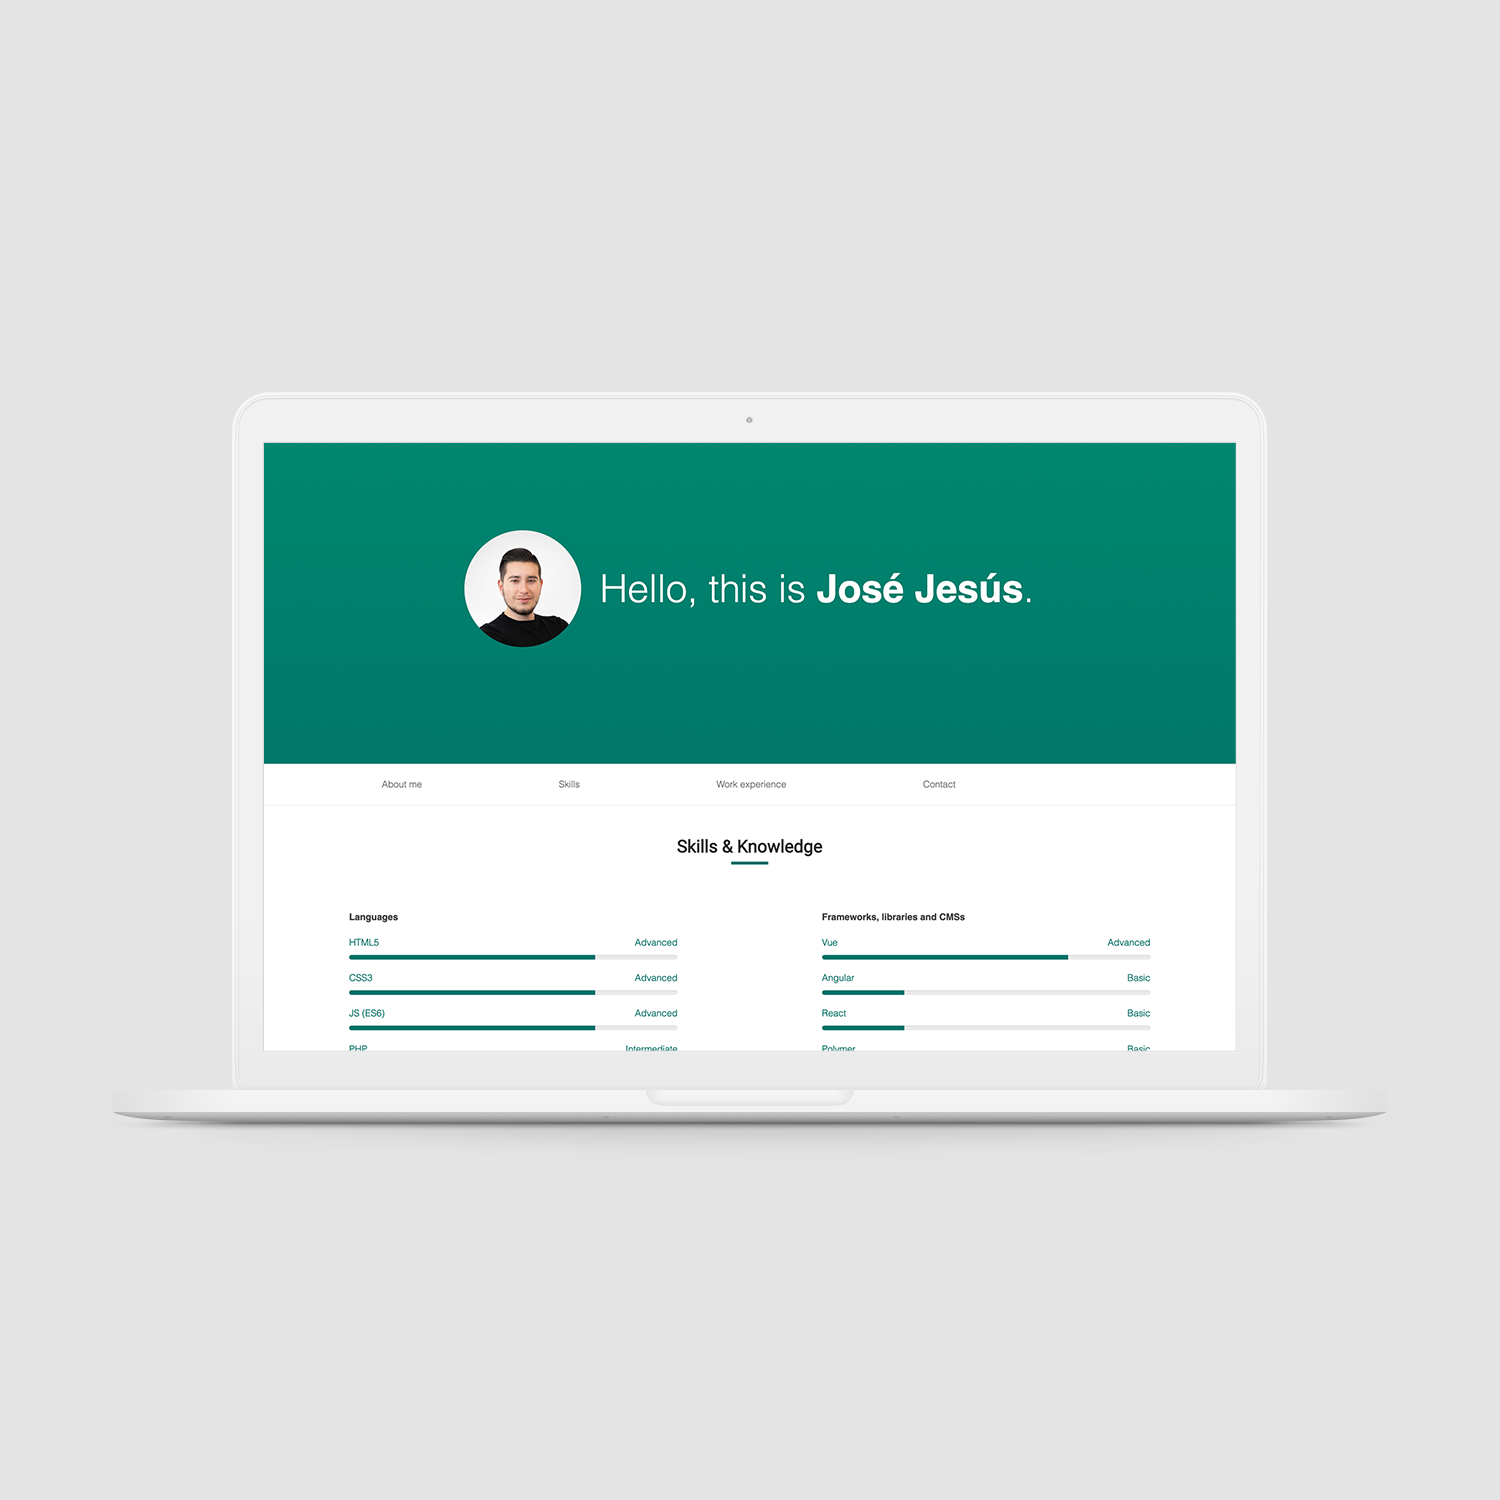 Hello, this is José Jesús.
About me Skills Work experience Contact
Skills & Knowledge
Languages
HTML5 Advanced
CSS3 Advanced
JS (ES6) Advanced
PHP Intermediate
Frameworks, libraries and CMSs
Vue Advanced
Angular Basic
React Basic
Polymer Basic